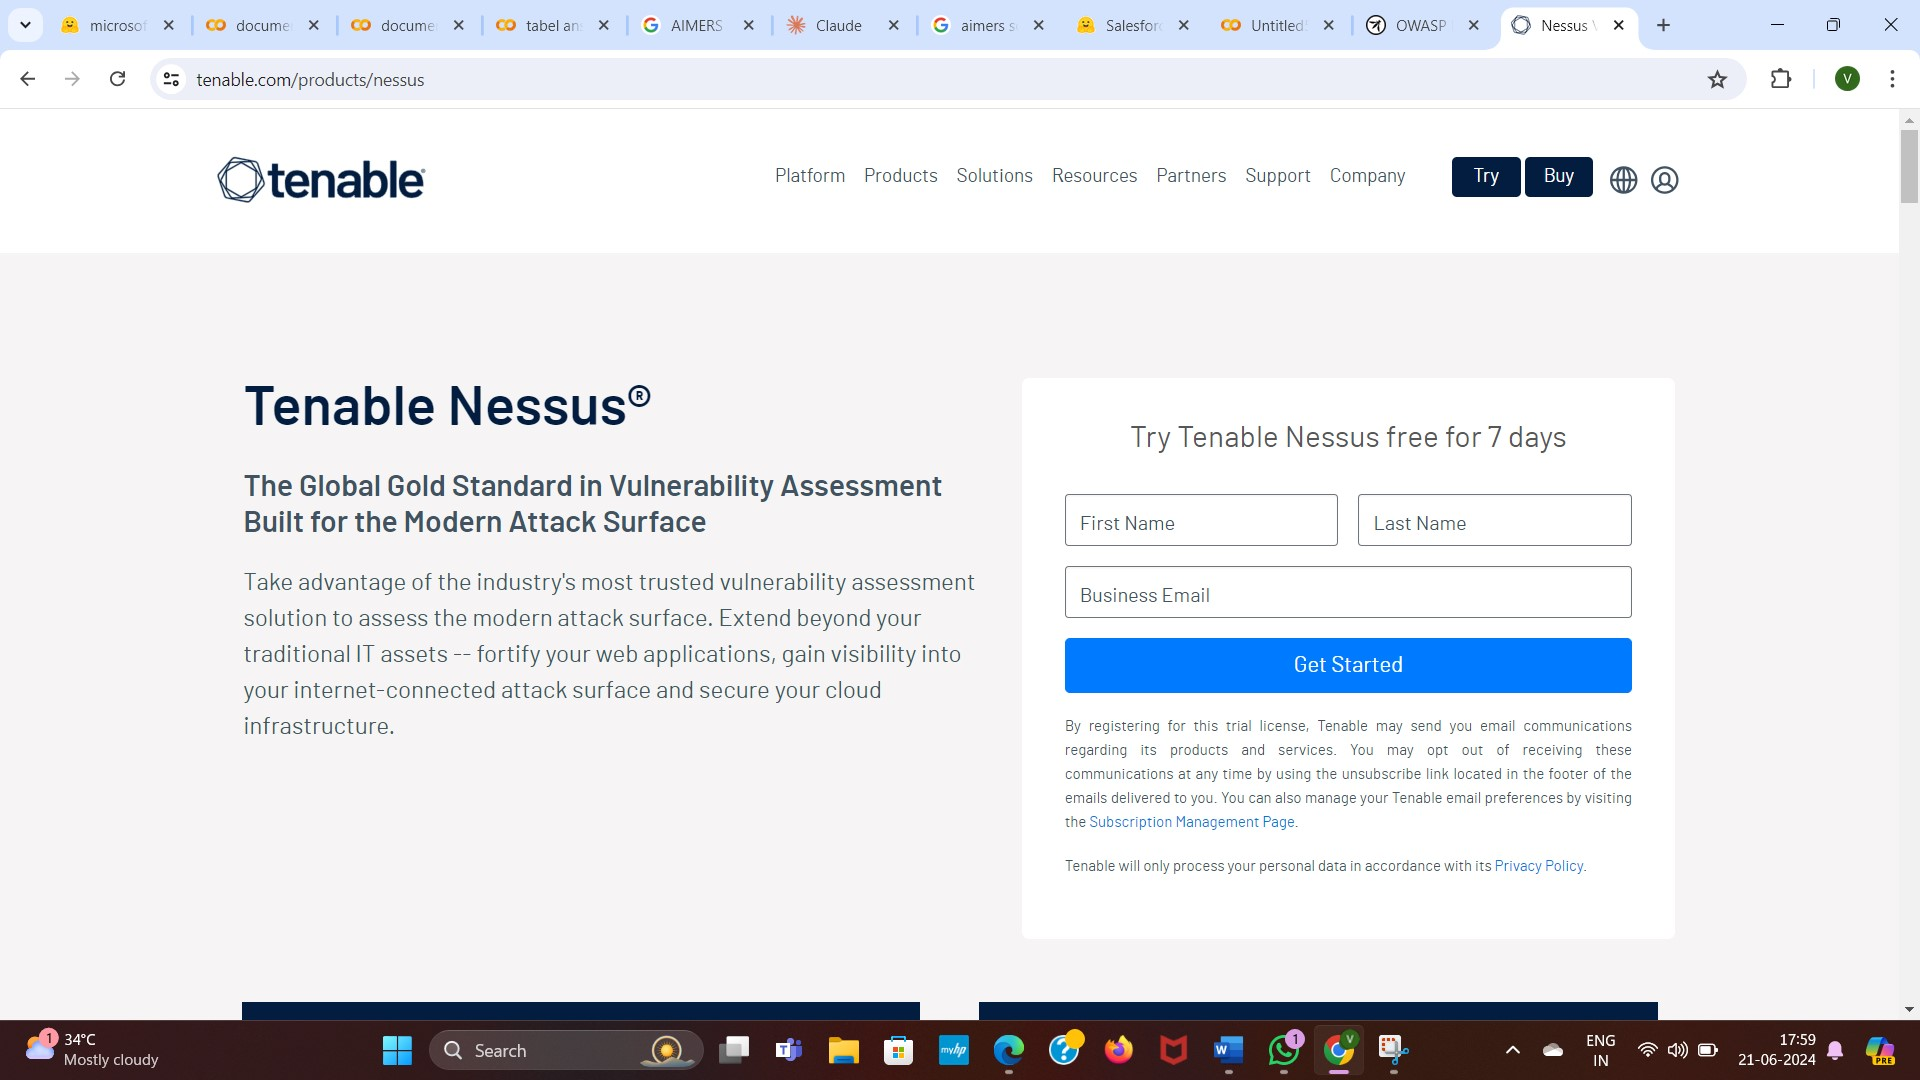 microsof
docume
docume
tabel an
AIMERS
Claude
aimers s
Salesforc
Untitled
OWASP
Nessus V
tenable.com/products/nessus
V
tenable
Platform Products Solutions Resources Partners Support Company
Try Buy
Tenable Nessus®
The Global Gold Standard in Vulnerability Assessment
Built for the Modern Attack Surface
Take advantage of the industry's most trusted vulnerability assessment
solution to assess the modern attack surface. Extend beyond your
traditional IT assets -- fortify your web applications, gain visibility into
your internet-connected attack surface and secure your cloud
infrastructure.
Try Tenable Nessus free for 7 days
First Name
Last Name
Business Email
Get Started
By registering for this trial license, Tenable may send you email communications
regarding its products and services. You may opt out of receiving these
communications at any time by using the unsubscribe link located in the footer of the
emails delivered to you. You can also manage your Tenable email preferences by visiting
the Subscription Management Page.
Tenable will only process your personal data in accordance with its Privacy Policy.
1
34°C
Mostly cloudy
Search
myhp
W
1
V
ENG
IN
17:59
21-06-2024
PRE